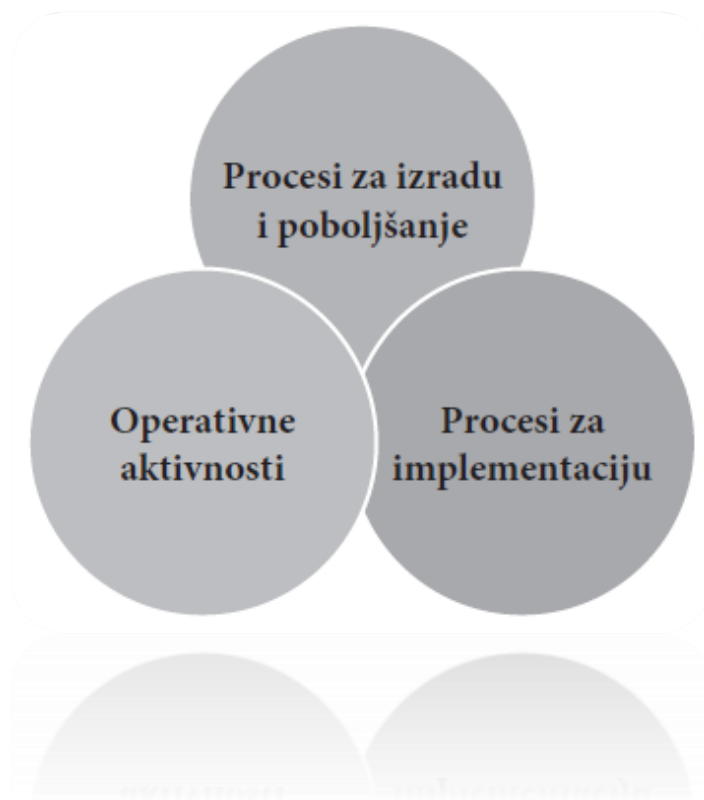 Procesi za izradu
i poboljšanje
Operativne
aktivnosti
Procesi za
implementaciju